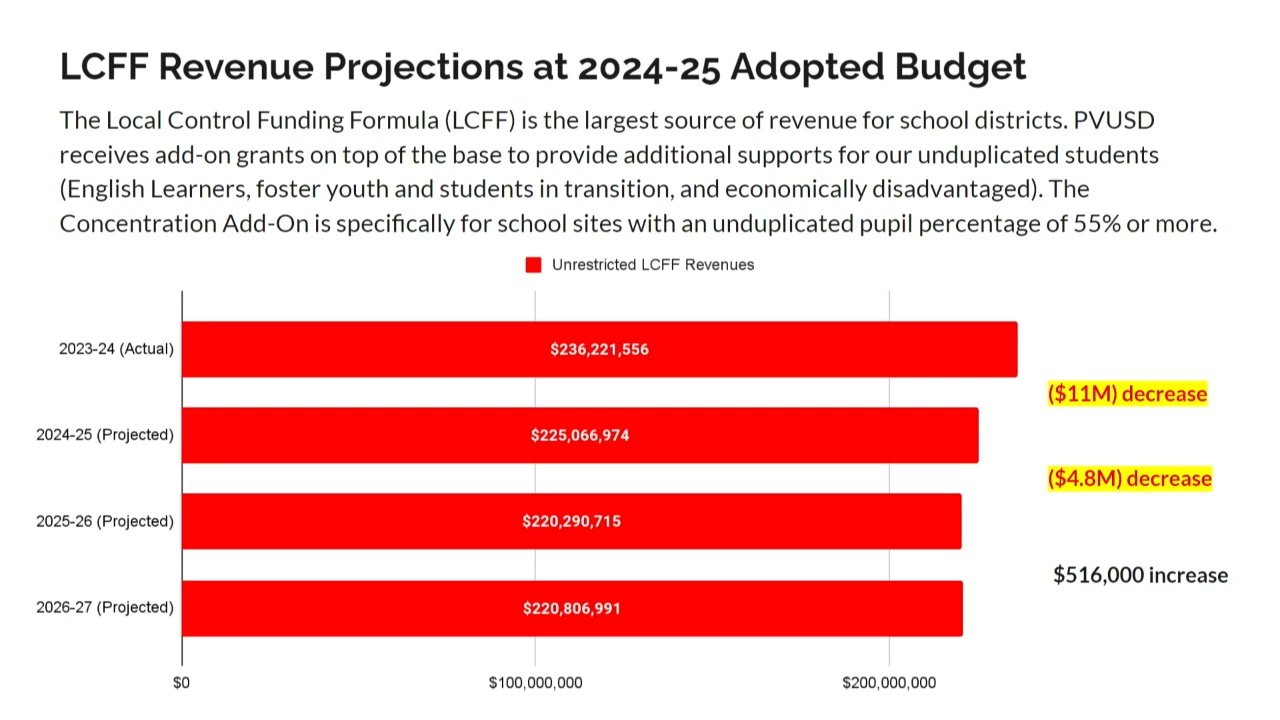 LCFF Revenue Projections at 2024-25 Adopted Budget
The Local Control Funding Formula (LCFF) is the largest source of revenue for school districts. PVUSD
receives add-on grants on top of the base to provide additional supports for our unduplicated students
(English Learners, foster youth and students in transition, and economically disadvantaged). The
Concentration Add-On is specifically for school sites with an unduplicated pupil percentage of 55% or more.
Unrestricted LCFF Revenues
2023-24 (Actual)
$236,221,556
($11M) decrease
2024-25 (Projected)
$225,066,974
($4.8M) decrease
2025-26 (Projected)
$220,290,715
$516,000 increase
2026-27 (Projected)
$220,806,991
$0
$100,000,000
$200,000,000